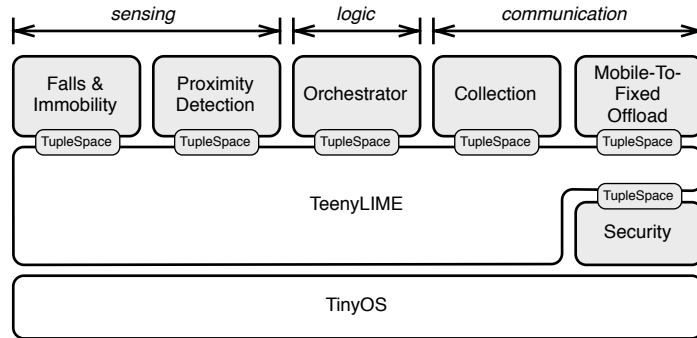 sensing logic communication
Falls &
Immobility
Proximity
Detection
Orchestrator
Collection
Mobile-To-
Fixed
Offload
TupleSpace TupleSpace TupleSpace TupleSpace TupleSpace
TeenyLIME
TupleSpace
Security
TinyOS